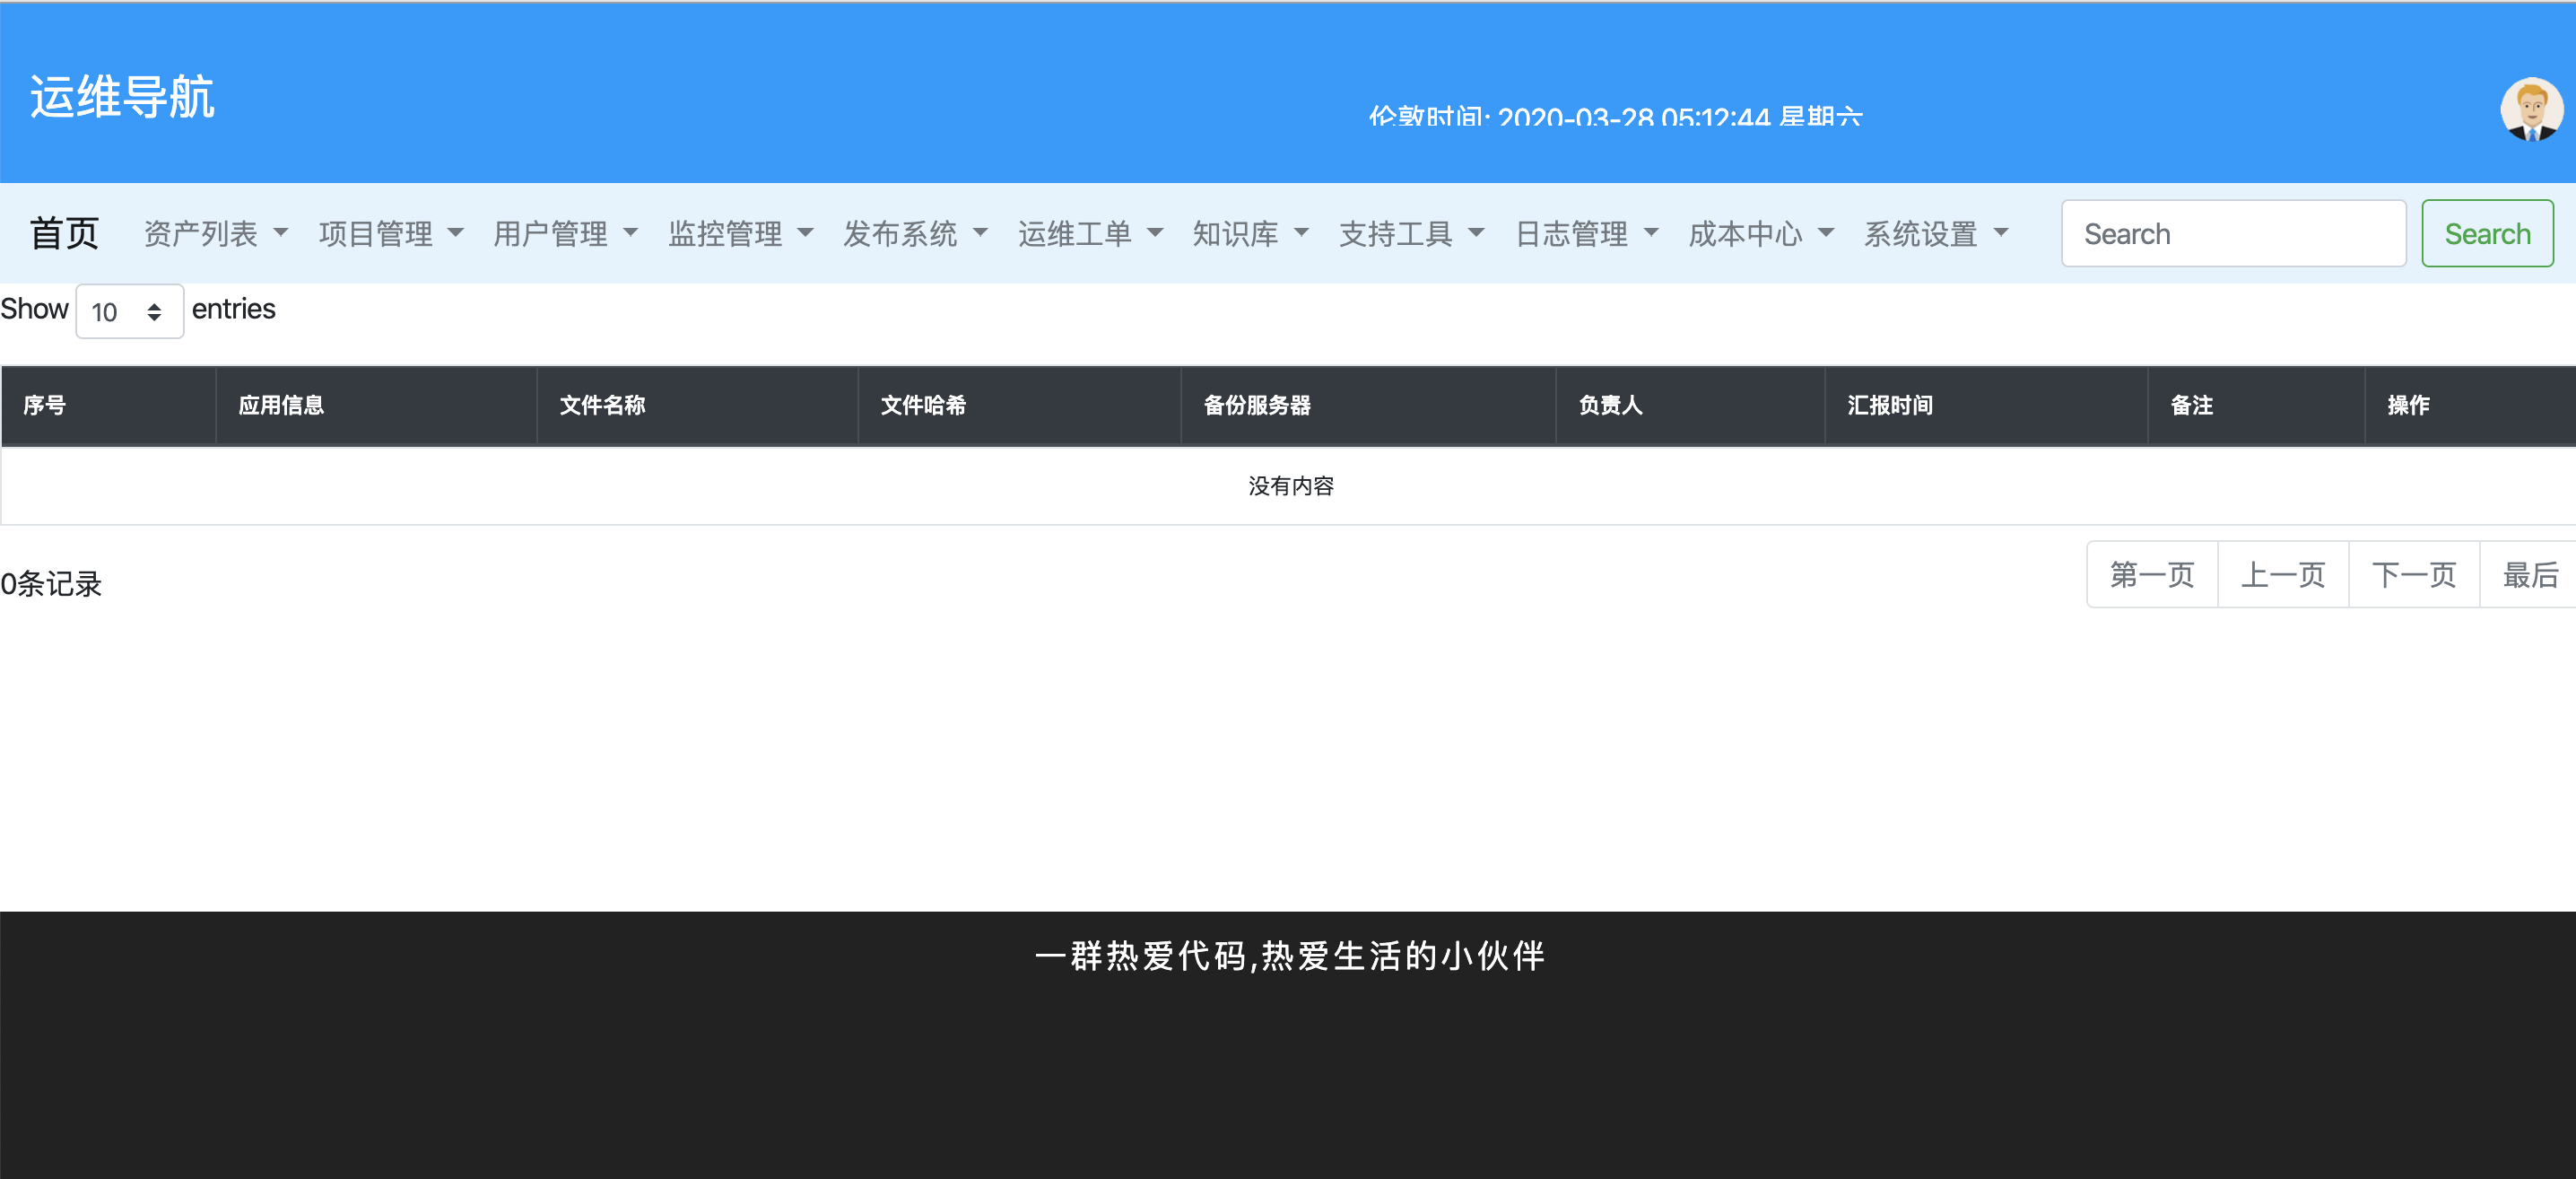 运维导航
伦敦时间: 2020-03-28 05:12:44 星期六
首页 资产列表 项目管理 用户管理 监控管理 发布系统 运维工单 知识库 支持工具 日志管理 成本中心 系统设置 Search Search
Show 10 entries
序号 应用信息 文件名称 文件哈希 备份服务器 负责人 汇报时间 备注 操作
没有内容
0条记录 第一页 上一页 下一页 最后
一群热爱代码,热爱生活的小伙伴